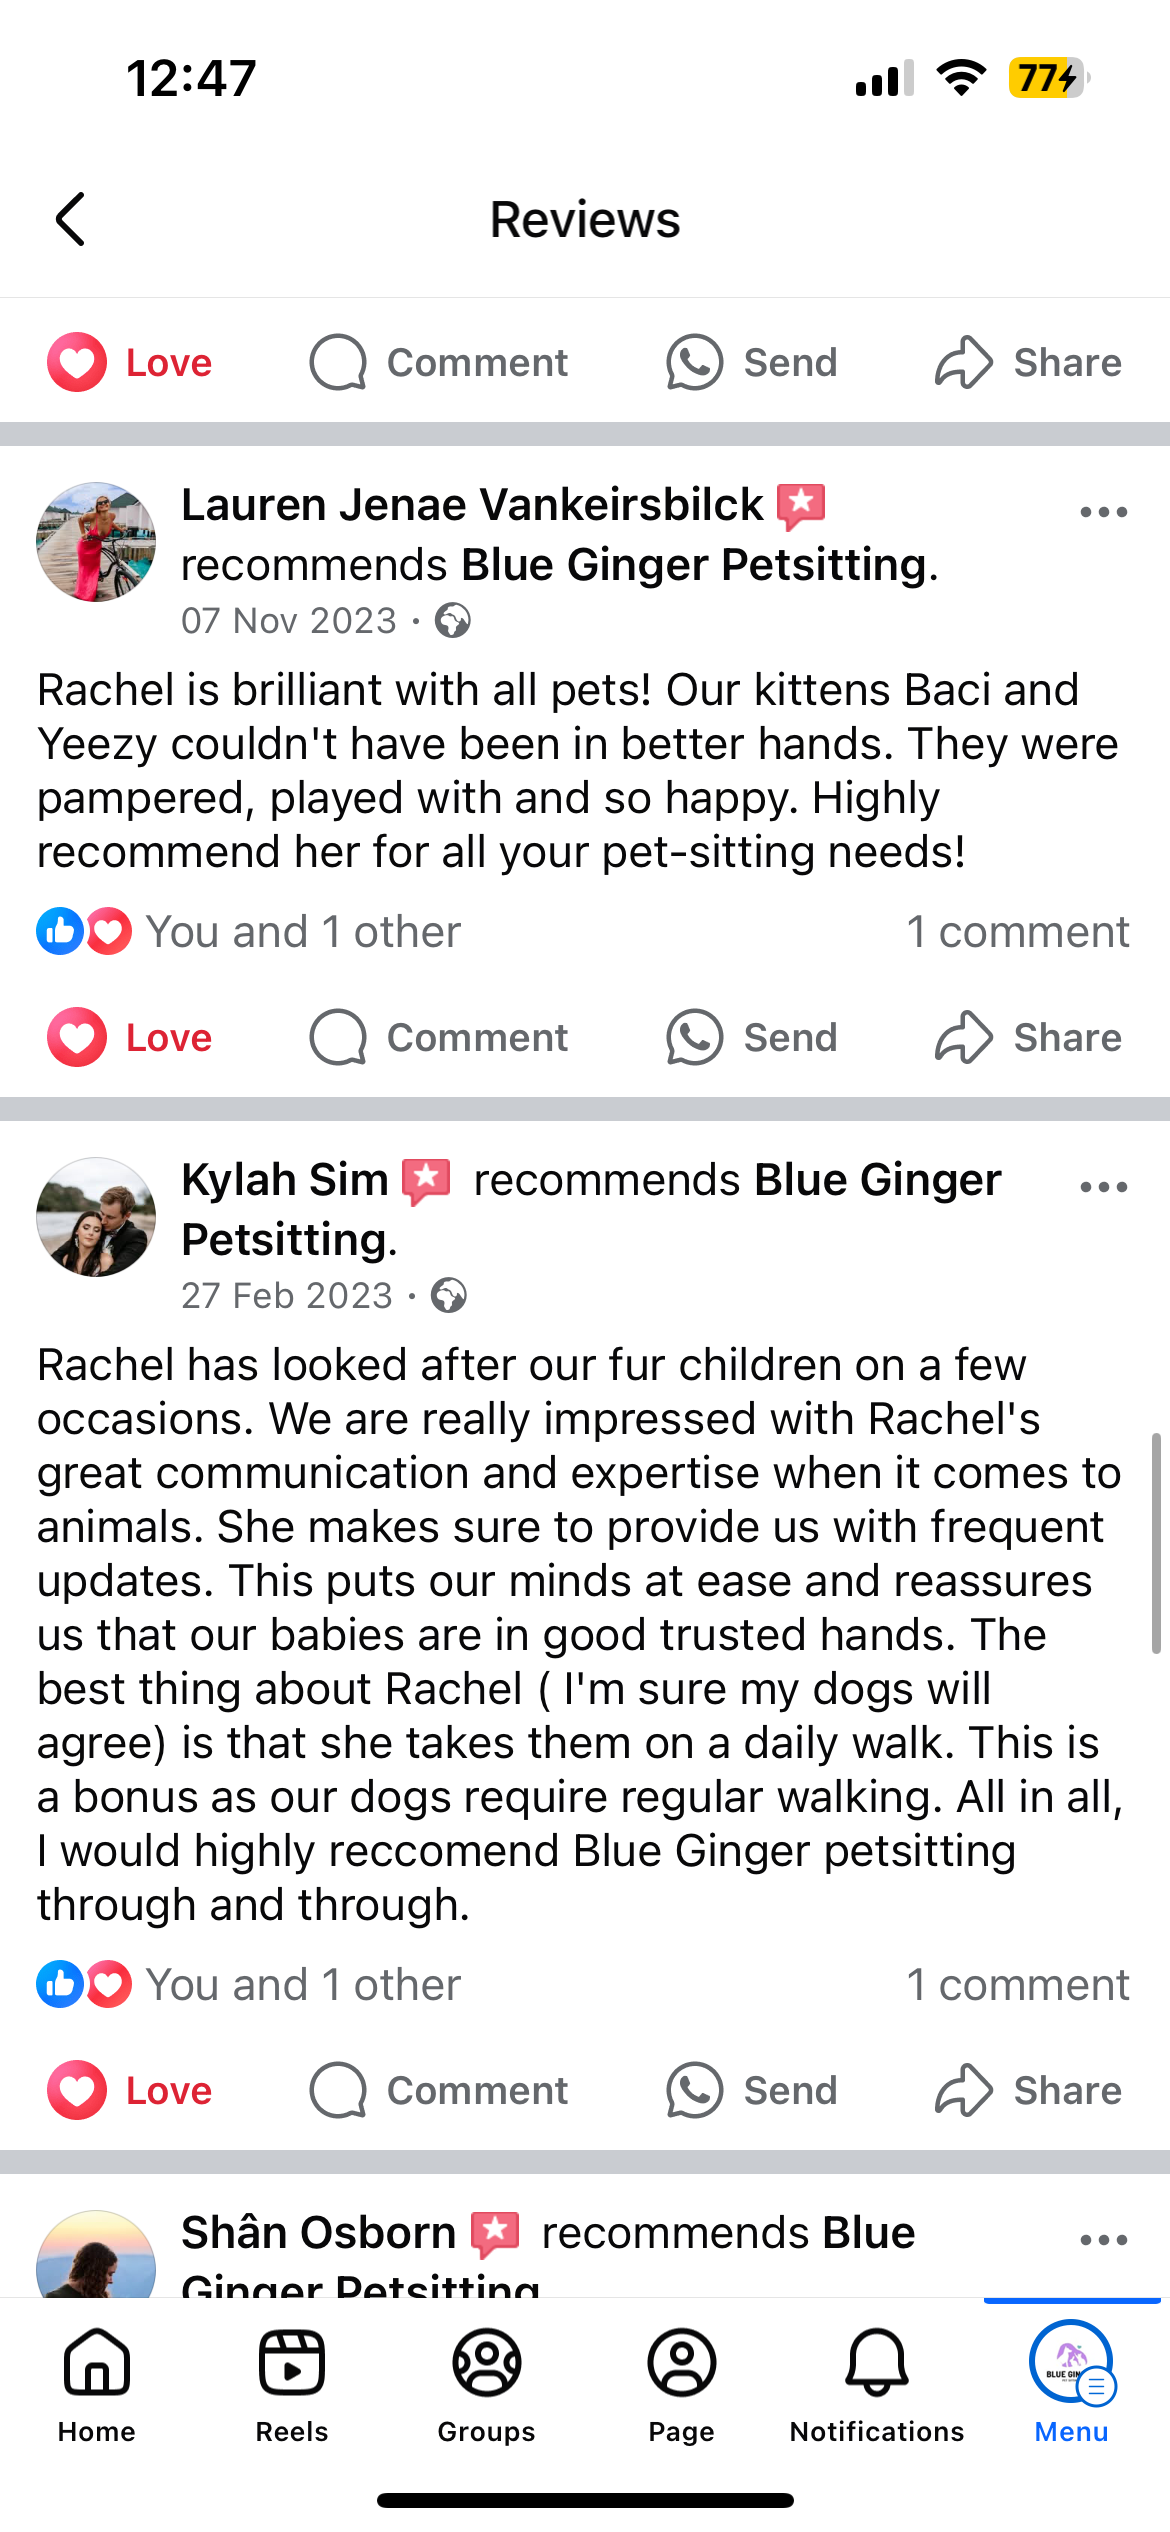 12:47
77
Reviews
Love Comment Send Share
Lauren Jenae Vankeirsbilck
recommends Blue Ginger Petsitting.
07 Nov 2023 ·
Rachel is brilliant with all pets! Our kittens Baci and
Yeezy couldn't have been in better hands. They were
pampered, played with and so happy. Highly
recommend her for all your pet-sitting needs!
You and 1 other 1 comment
Love Comment Send Share
Kylah Sim recommends Blue Ginger
Petsitting.
27 Feb 2023 ·
Rachel has looked after our fur children on a few
occasions. We are really impressed with Rachel's
great communication and expertise when it comes to
animals. She makes sure to provide us with frequent
updates. This puts our minds at ease and reassures
us that our babies are in good trusted hands. The
best thing about Rachel ( I'm sure my dogs will
agree) is that she takes them on a daily walk. This is
a bonus as our dogs require regular walking. All in all,
I would highly reccomend Blue Ginger petsitting
through and through.
You and 1 other 1 comment
Love Comment Send Share
Shân Osborn recommends Blue
Ginger Petsitting
BLUE GIN
Home Reels Groups Page Notifications Menu